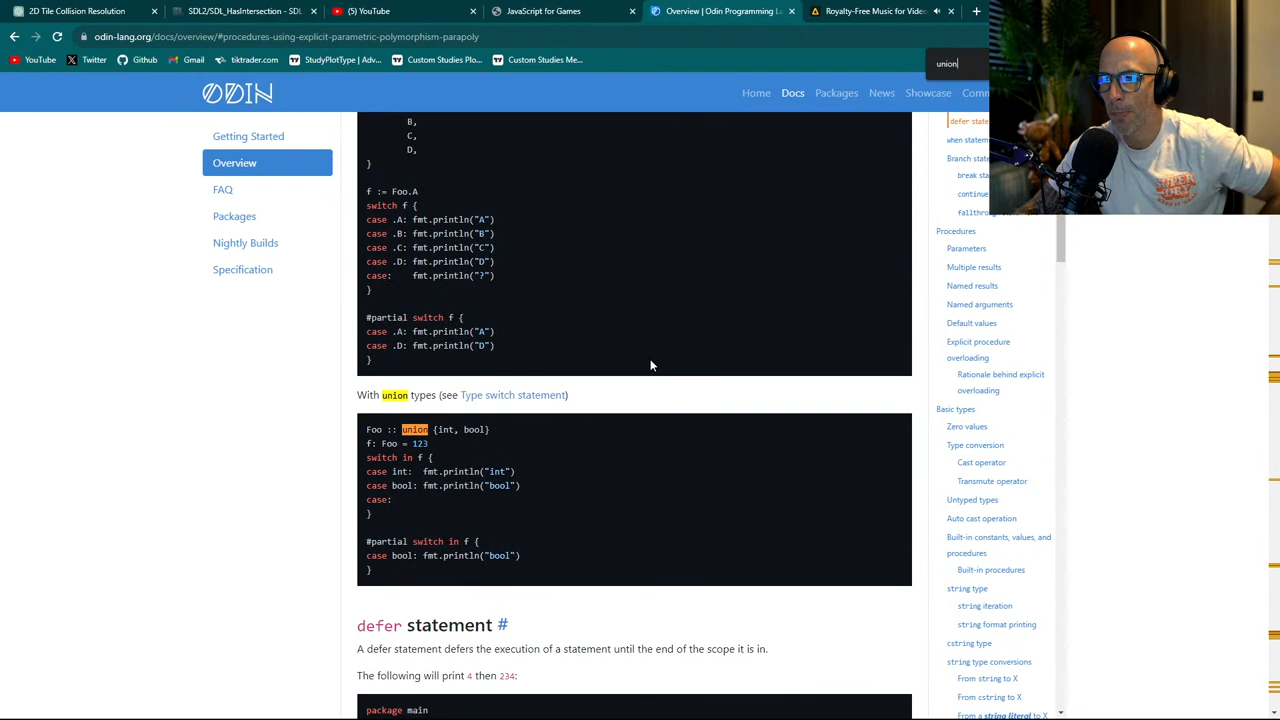 2D Tile Collision Resolution
SDL2/SDL_HasIntersection -
(1) YouTube
JavaScript for Games
Overview | Odin Programming La
Royalty-Free Music for Video
odin-lang.org/docs/overview/#procedures-using-explicit-parametric-polymorphism-parapoly
YouTube
Twitter
Github
Gmail
tiktrader.com
StudyPlotType | Adv...
Custom Studies Plo...
Custom Studies Me...
union
ODIN
Home
Docs
Packages
News
Showcase
Comm
Getting Started
Overview
FAQ
Packages
Nightly Builds
Specification
B,
C,
D,
}
f := Foo.A
switch f {
case .A: fmt.println("A")
case .B: fmt.println("B")
case .C: fmt.println("C")
case .D: fmt.println("D")
case:    fmt.println("?")
}
#partial switch f {
case .A: fmt.println("A")
case .D: fmt.println("D")
}
With union types (see Type switch statement)
Foo :: union {int, bool}
f: Foo = 123
switch in f {
case int:  fmt.println("int")
case bool: fmt.println("bool")
case:
}
#partial switch in f {
case bool: fmt.println("bool")
}
defer statement #
A defer statement defers the execution of a statement until the end of the scope it is in.
The following will print 4 then 234:
package main
defer state
when statem
Branch state
break sta
continue
fallthrou
Procedures
Parameters
Multiple results
Named results
Named arguments
Default values
Explicit procedure
overloading
Rationale behind explicit
overloading
Basic types
Zero values
Type conversion
Cast operator
Transmute operator
Untyped types
Auto cast operation
Built-in constants, values, and
procedures
Built-in procedures
string type
string iteration
string format printing
cstring type
string type conversions
From string to X
From cstring to X
From a string literal to X